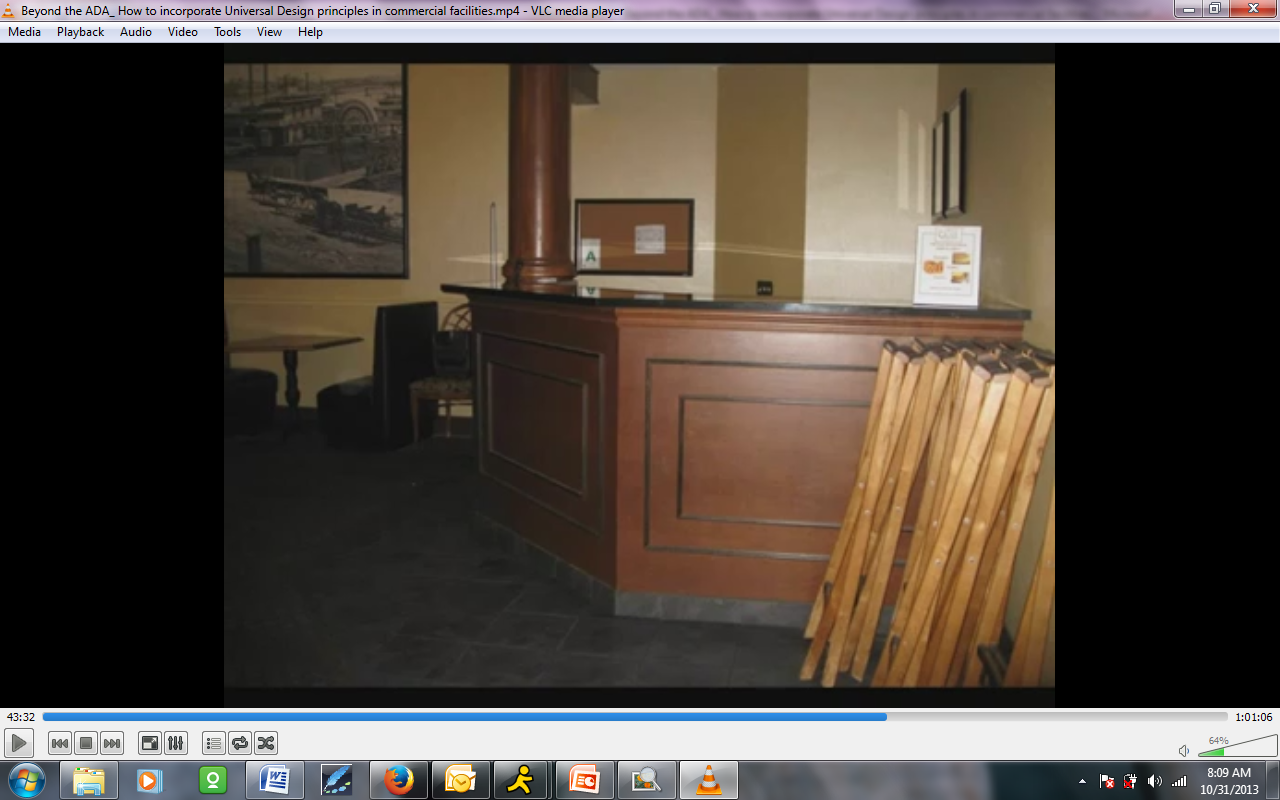 Beyond the ADA_ How to incorporate Universal Design principles in commercial facilities.mp4 - VLC media player
Media Playback Audio Video Tools View Help
A
43:32
1:01:06
64%
8:09 AM
10/31/2013